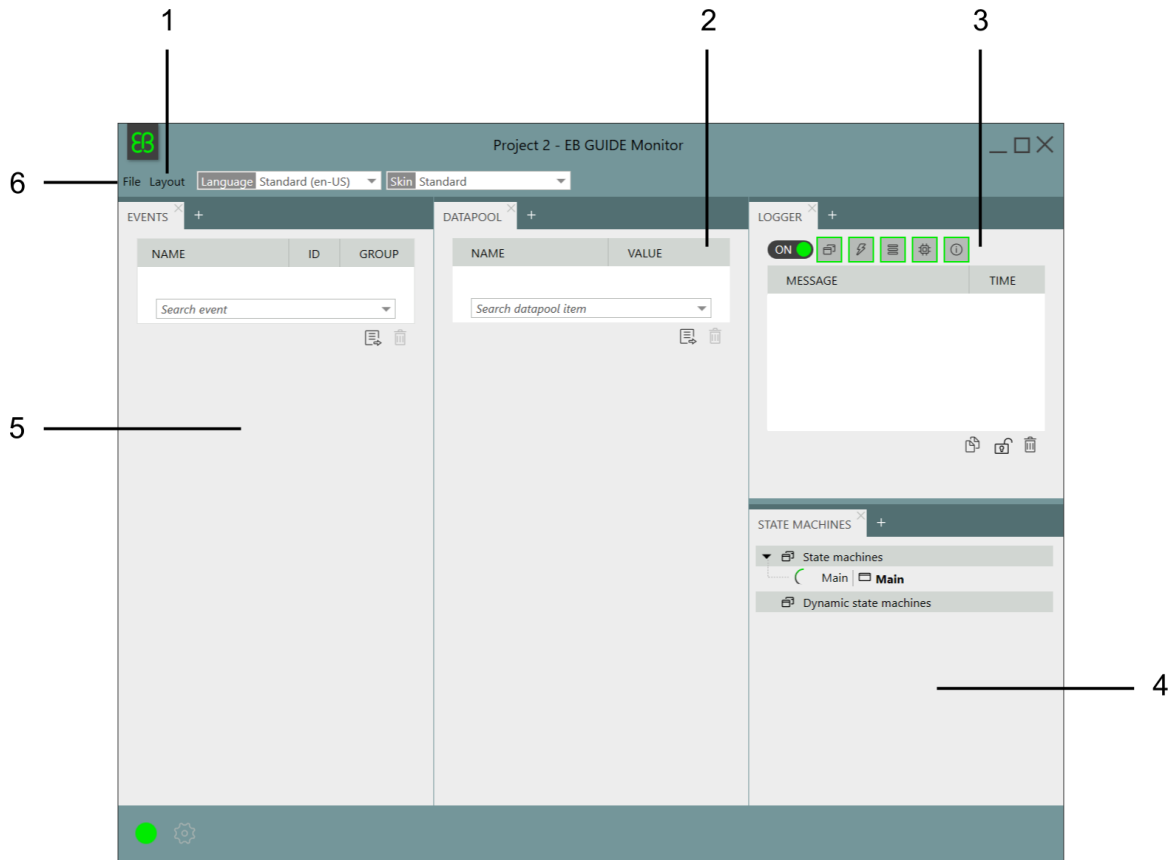 1 2 3
EB
Project 2 - EB GUIDE Monitor
6
File Layout Language Standard (en-US) Skin Standard
EVENTS +
NAME ID GROUP
Search event
5
DATAPOOL +
NAME VALUE
Search datapool item
LOGGER +
ON
MESSAGE TIME
STATE MACHINES +
State machines
Main Main
Dynamic state machines
4